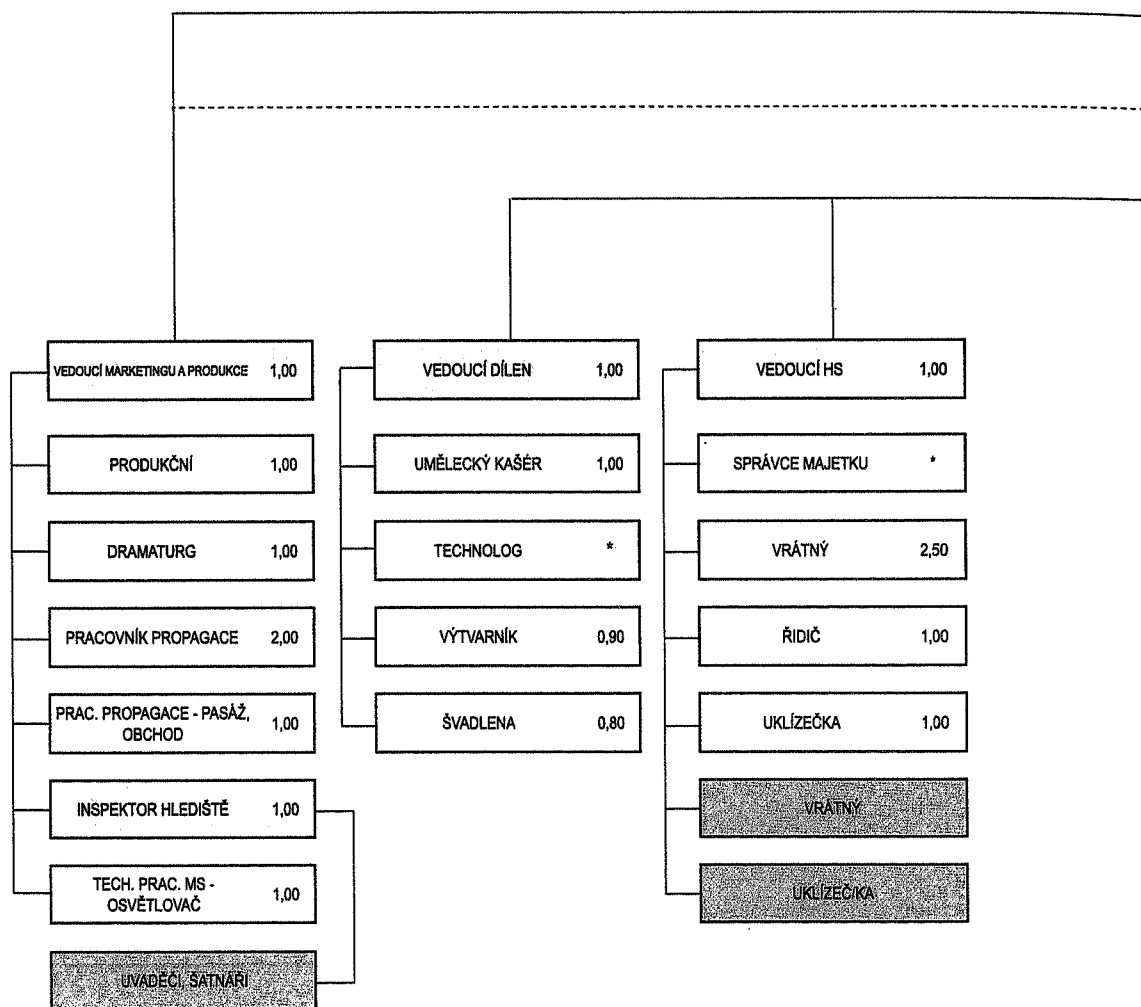 VEDOUCÍ MARKETINGU A PRODUKCE 1,00
PRODUKČNÍ 1,00
DRAMATURG 1,00
PRACOVNÍK PROPAGACE 2,00
PRAC. PROPAGACE - PASÁŽ,
OBCHOD 1,00
INSPEKTOR HLEDIŠTĚ 1,00
TECH. PRAC. MS -
OSVĚTLOVAČ 1,00
UVADĚČI, ŠATNÁŘI
VEDOUCÍ DÍLEN 1,00
UMĚLECKÝ KAŠÉR 1,00
TECHNOLOG *
VÝTVARNÍK 0,90
ŠVADLENA 0,80
VEDOUCÍ HS 1,00
SPRÁVCE MAJETKU *
VRÁTNÝ 2,50
ŘIDIČ 1,00
UKLÍZEČKA 1,00
VRÁTNÝ
UKLÍZEČ/KA